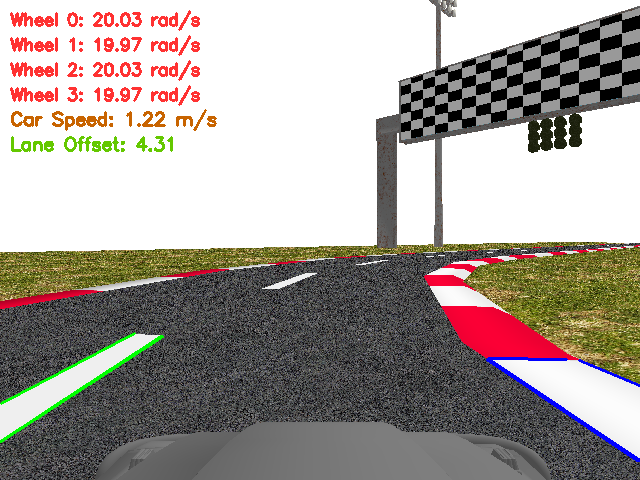 Wheel 0: 20.03 rad/s
Wheel 1: 19.97 rad/s
Wheel 2: 20.03 rad/s
Wheel 3: 19.97 rad/s
Car Speed: 1.22 m/s
Lane Offset: 4.31